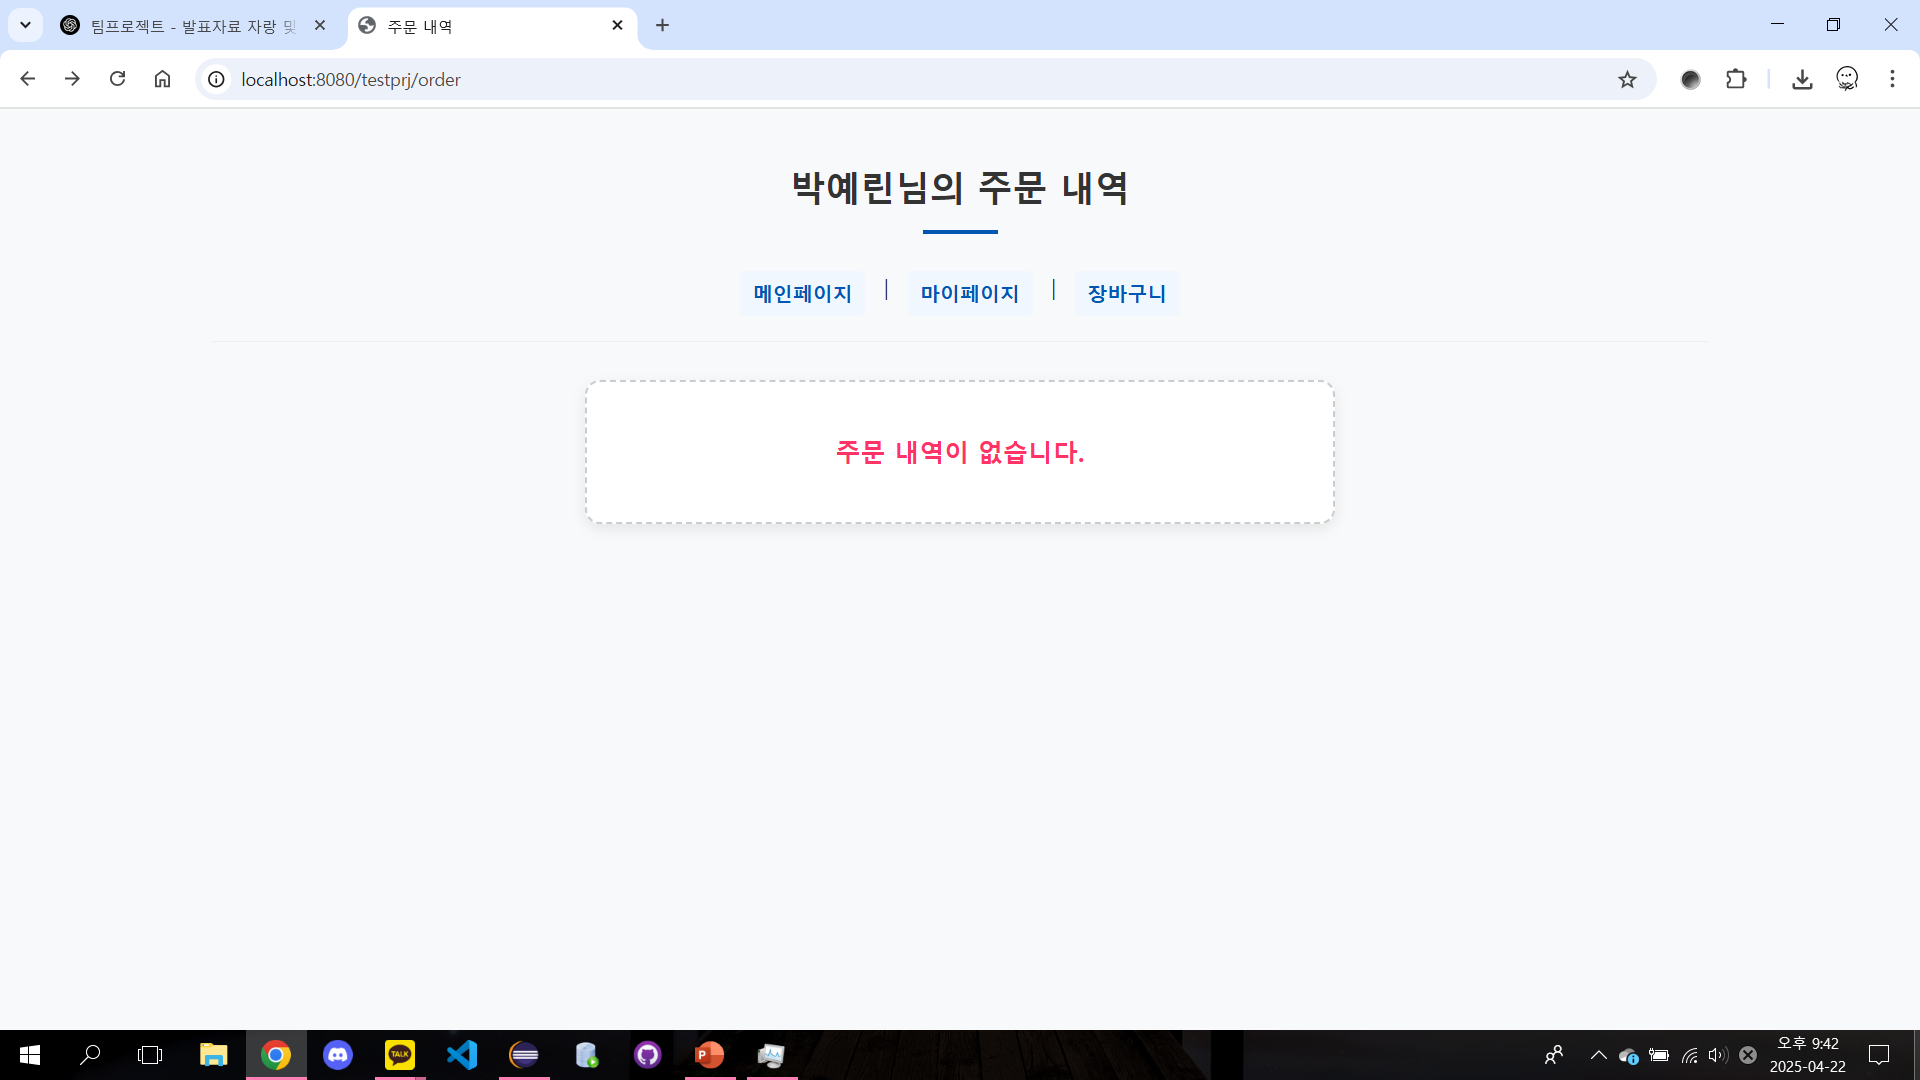 팀프로젝트 - 발표자료 자랑 및
주문 내역
localhost:8080/testprj/order
박예린님의 주문 내역
메인페이지 | 마이페이지 | 장바구니
주문 내역이 없습니다.
TALK
P
오후 9:42
2025-04-22